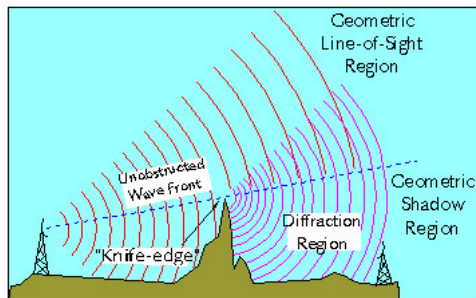 Geometric
Line-of-Sight
Region
Unobstructed
Wave Front
Geometric
Shadow
Region
Diffraction
Region
"Knife-edge"